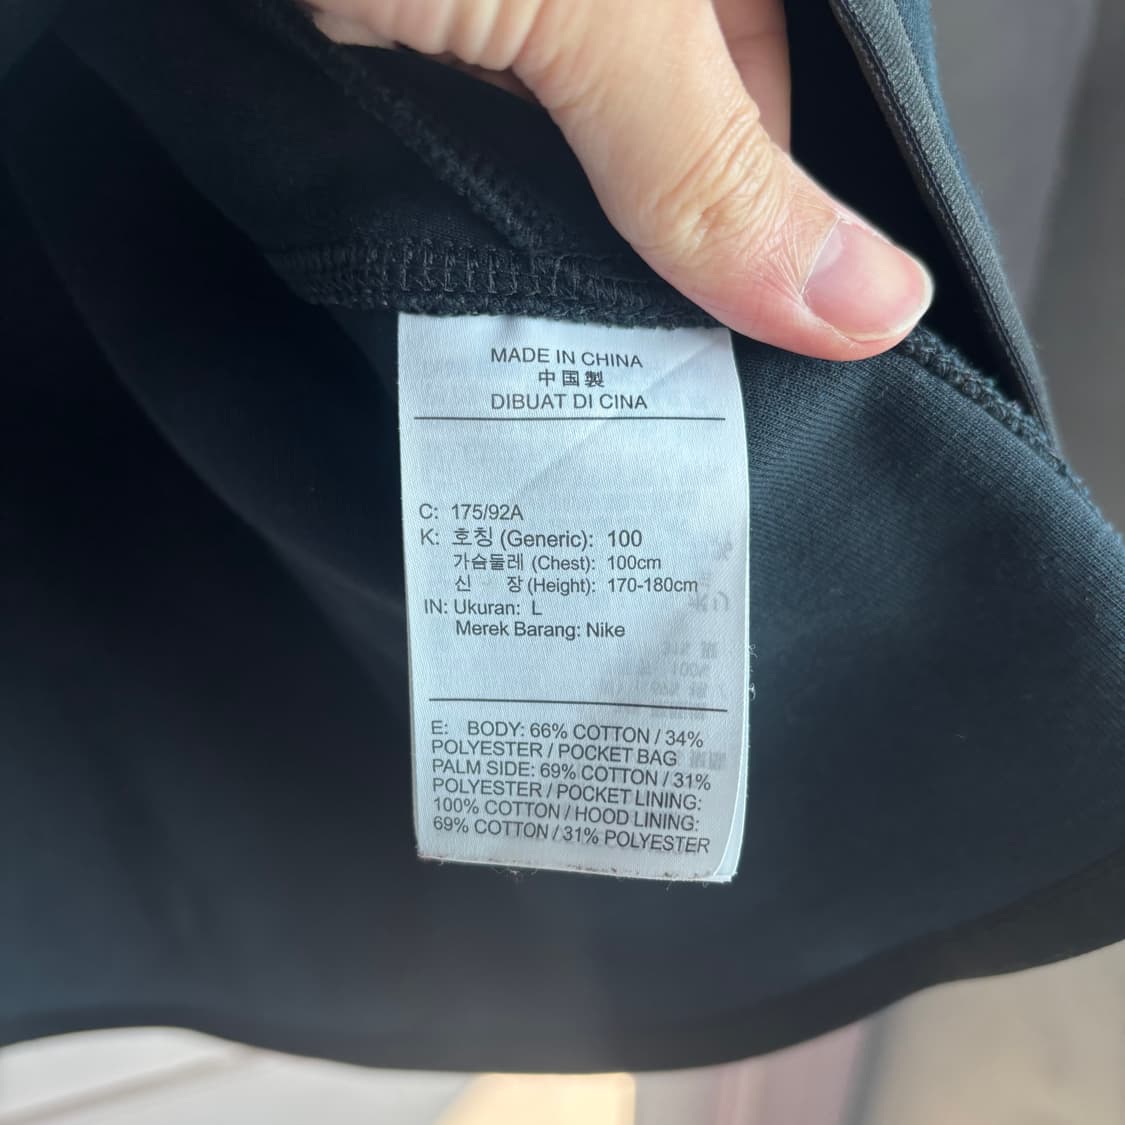 MADE IN CHINA
中国製
DIBUAT DI CINA
C: 175/92A
K: 호칭 (Generic): 100
가슴둘레 (Chest): 100cm
신 장 (Height): 170-180cm
IN: Ukuran: L
Merek Barang: Nike
E: BODY: 66% COTTON / 34%
POLYESTER / POCKET BAG
PALM SIDE: 69% COTTON / 31%
POLYESTER / POCKET LINING:
100% COTTON / HOOD LINING:
69% COTTON / 31% POLYESTER